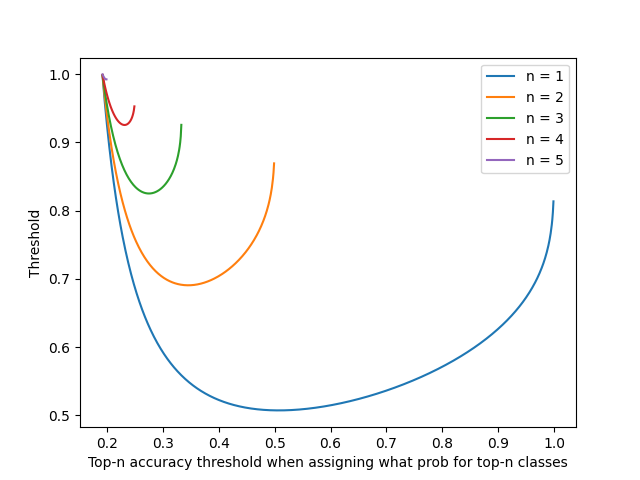 n = 1
n = 2
n = 3
n = 4
n = 5
1.0
0.9
0.8
0.7
0.6
0.5
Threshold
0.2 0.3 0.4 0.5 0.6 0.7 0.8 0.9 1.0
Top-n accuracy threshold when assigning what prob for top-n classes